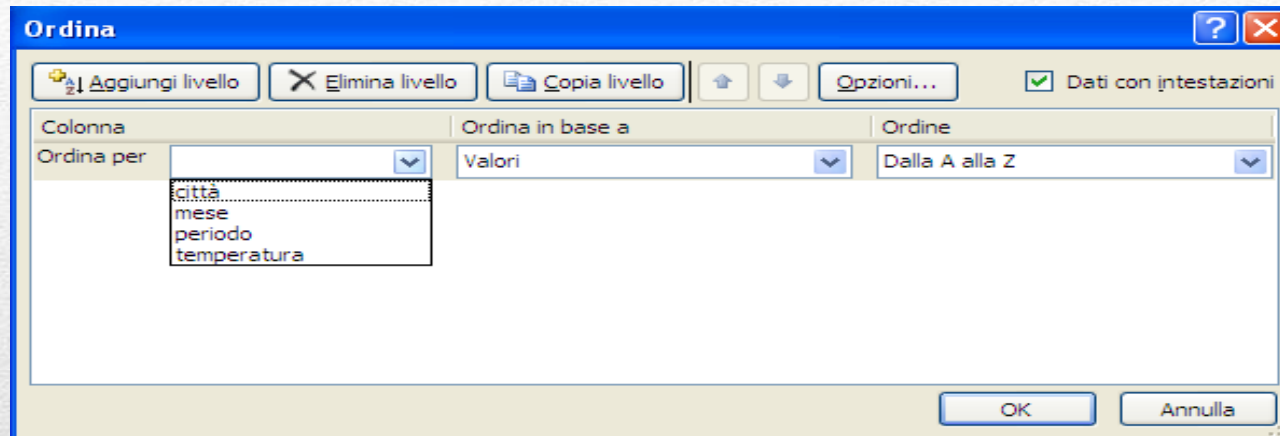 Ordina
Aggiungi livello Elimina livello Copia livello Opzioni... Dati con intestazioni
Colonna Ordina in base a Ordine
Ordina per Valori Dalla A alla Z
città
mese
periodo
temperatura
OK Annulla